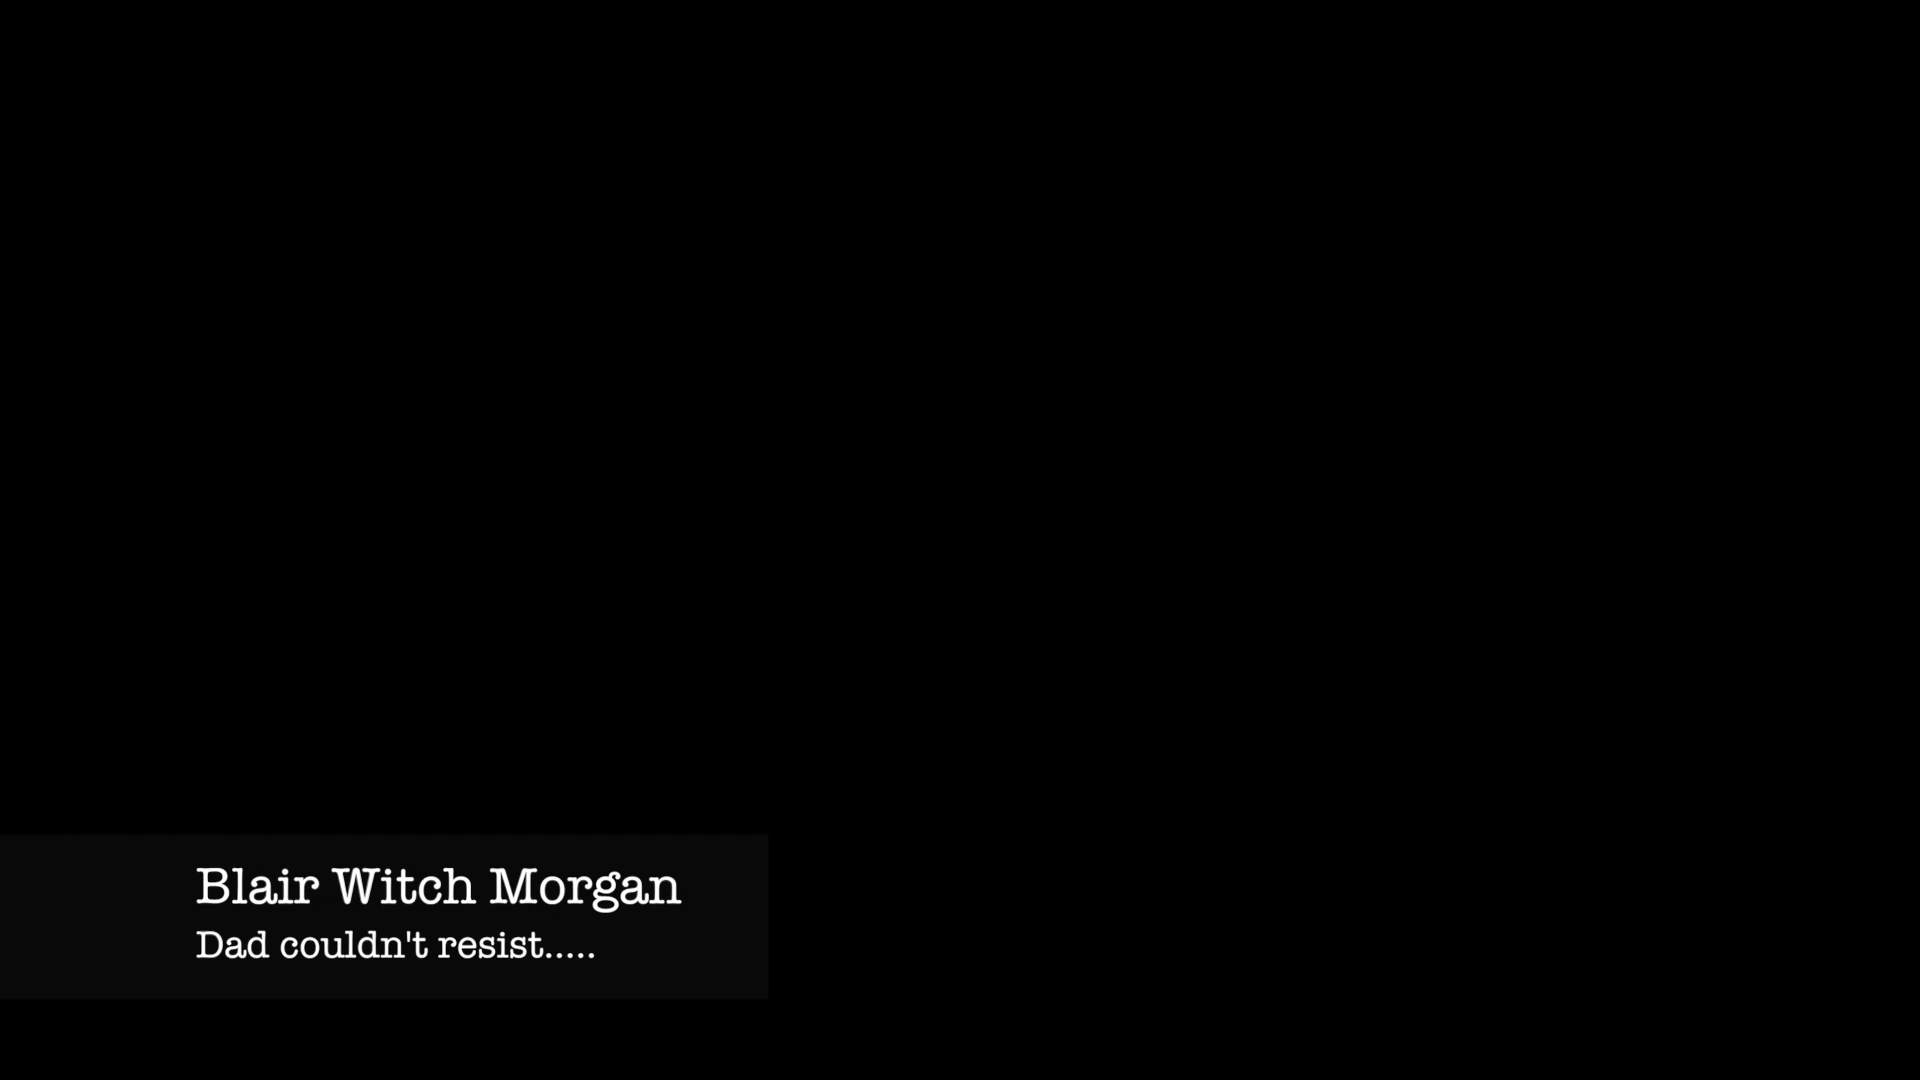 Blair Witch Morgan
Dad couldn't resist.....